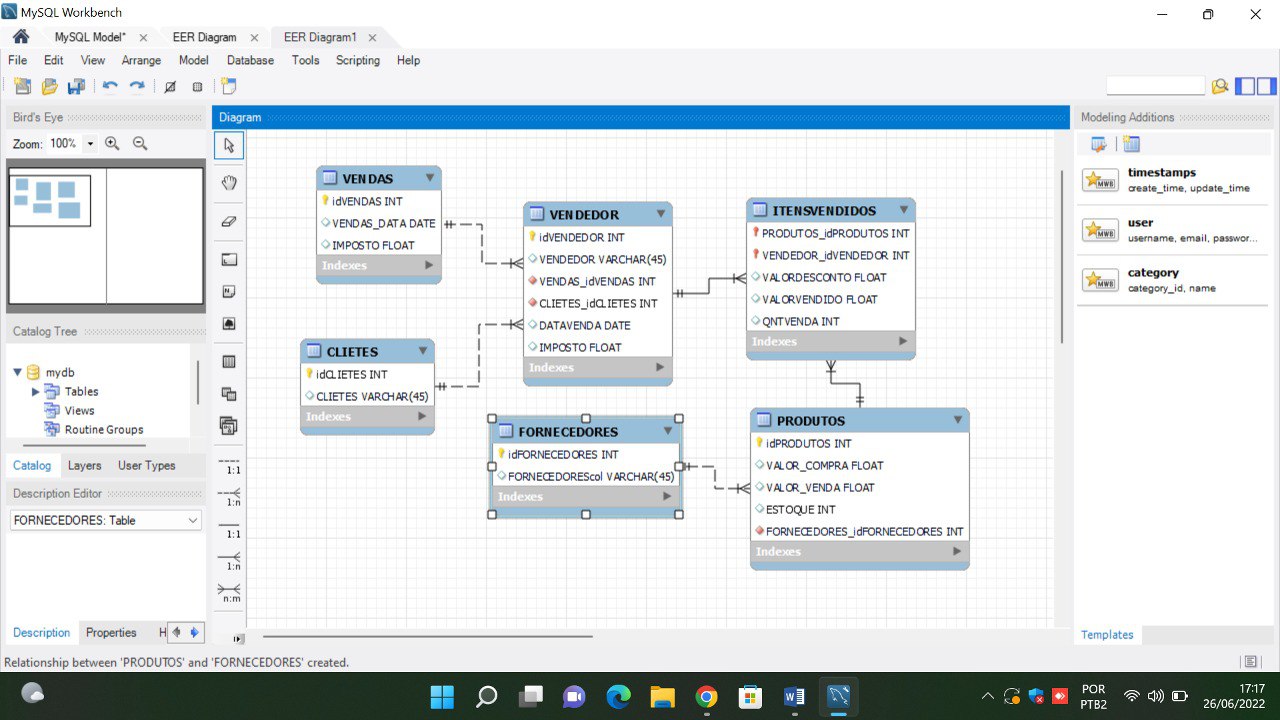 MySQL Workbench
MySQL Model*
EER Diagram
EER Diagram1
File Edit View Arrange Model Database Tools Scripting Help
Bird's Eye
Zoom: 100%
Catalog Tree
mydb
Tables
Views
Routine Groups
Catalog Layers User Types
Description Editor
FORNECEDORES: Table
Description Properties H
Diagram
1:1
1:n
1:1
1:n
n:m
VENDAS
idVENDAS INT
VENDAS_DATA DATE
IMPOSTO FLOAT
Indexes
CLIETES
idCLIETES INT
CLIETES VARCHAR(45)
Indexes
VENDEDOR
idVENDEDOR INT
VENDEDOR VARCHAR(45)
VENDAS_idVENDAS INT
CLIETES_idCLIETES INT
DATAVENDA DATE
IMPOSTO FLOAT
Indexes
FORNECEDORES
idFORNECEDORES INT
FORNECEDOREScol VARCHAR(45)
Indexes
ITENSVENDIDOS
PRODUTOS_idPRODUTOS INT
VENDEDOR_idVENDEDOR INT
VALORDESCONTO FLOAT
VALORVENDIDO FLOAT
QNTVENDA INT
Indexes
PRODUTOS
idPRODUTOS INT
VALOR_COMPRA FLOAT
VALOR_VENDA FLOAT
ESTOQUE INT
FORNECEDORES_idFORNECEDORES INT
Indexes
Modeling Additions
MWB
timestamps
create_time, update_time
MWB
user
username, email, passwor...
MWB
category
category_id, name
Templates
Relationship between 'PRODUTOS' and 'FORNECEDORES' created.
POR
PTB2
17:17
26/06/2022